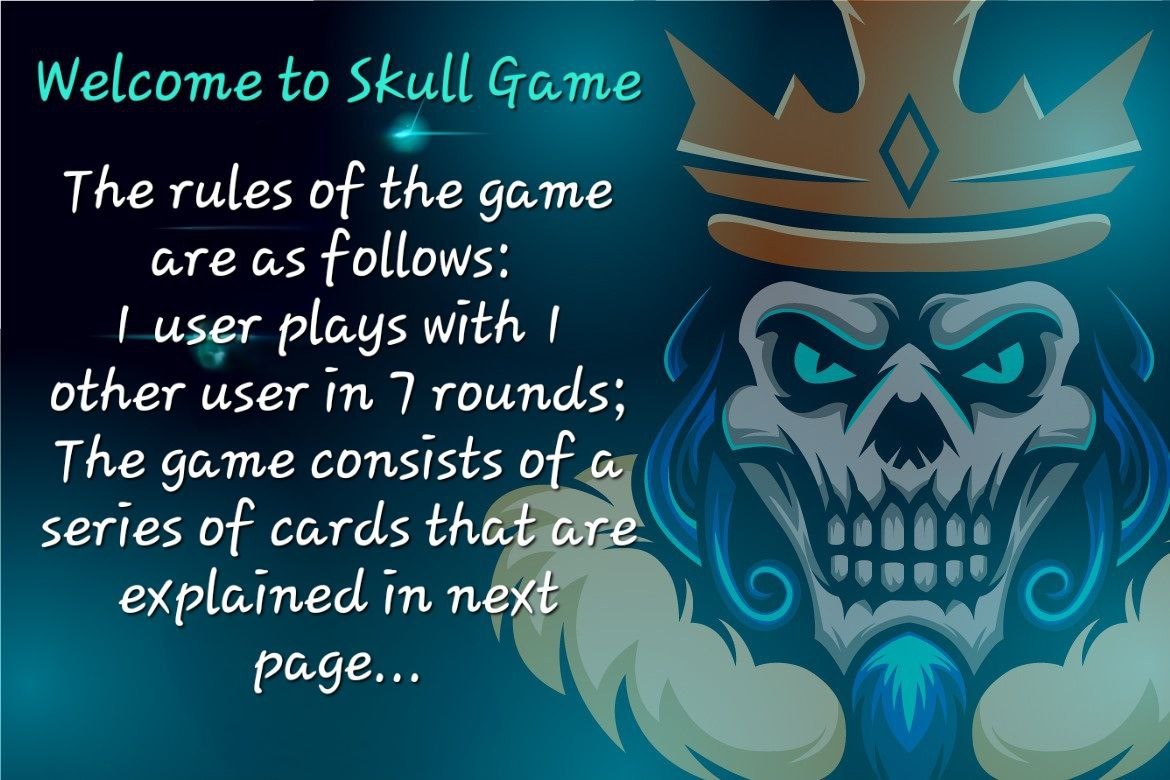 Welcome to Skull Game
The rules of the game
are as follows:
1 user plays with 1
other user in 7 rounds;
The game consists of a
series of cards that are
explained in next
page...